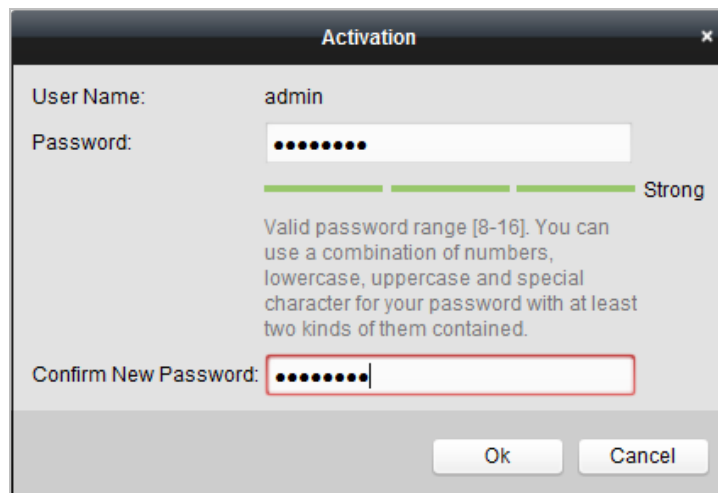 Activation ×
User Name: admin
Password: ●●●●●●●●
Strong
Valid password range [8-16]. You can
use a combination of numbers,
lowercase, uppercase and special
character for your password with at least
two kinds of them contained.
Confirm New Password: ●●●●●●●●
Ok Cancel